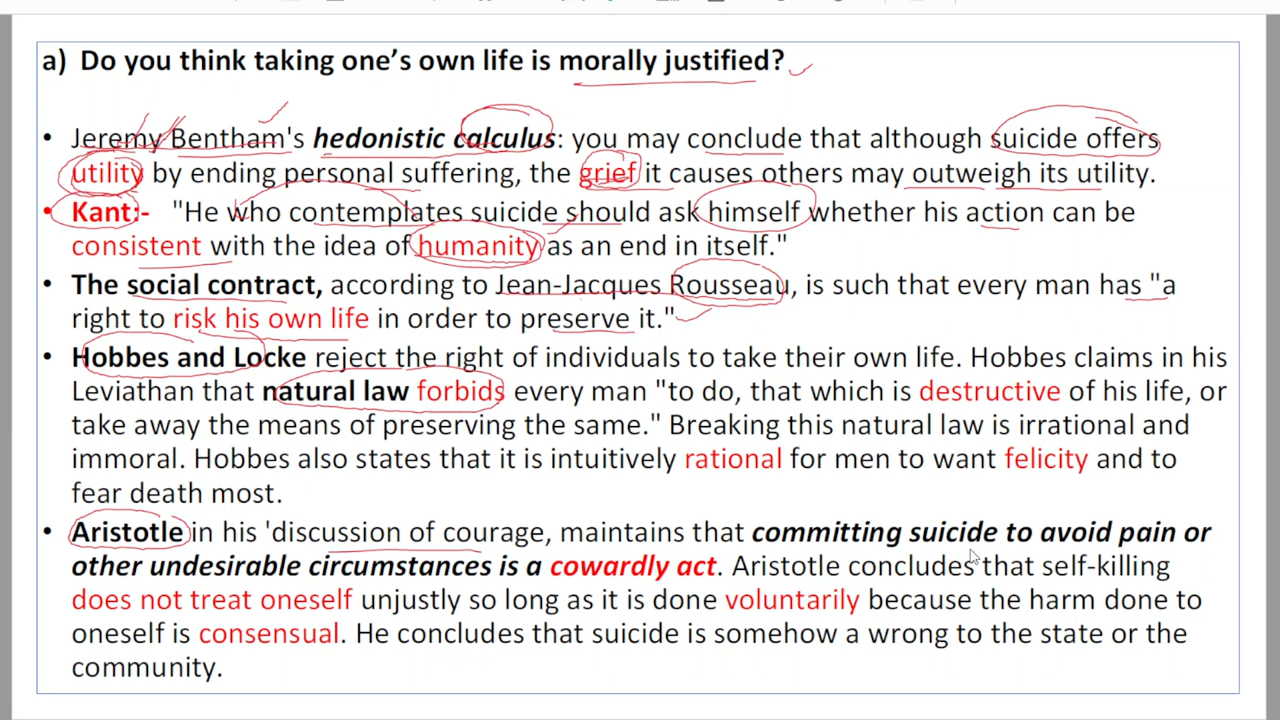 a) Do you think taking one’s own life is morally justified?
• Jeremy Bentham's hedonistic calculus: you may conclude that although suicide offers
utility by ending personal suffering, the grief it causes others may outweigh its utility.
• Kant:- "He who contemplates suicide should ask himself whether his action can be
consistent with the idea of humanity as an end in itself."
• The social contract, according to Jean-Jacques Rousseau, is such that every man has "a
right to risk his own life in order to preserve it."
• Hobbes and Locke reject the right of individuals to take their own life. Hobbes claims in his
Leviathan that natural law forbids every man "to do, that which is destructive of his life, or
take away the means of preserving the same." Breaking this natural law is irrational and
immoral. Hobbes also states that it is intuitively rational for men to want felicity and to
fear death most.
• Aristotle in his 'discussion of courage, maintains that committing suicide to avoid pain or
other undesirable circumstances is a cowardly act. Aristotle concludes that self-killing
does not treat oneself unjustly so long as it is done voluntarily because the harm done to
oneself is consensual. He concludes that suicide is somehow a wrong to the state or the
community.